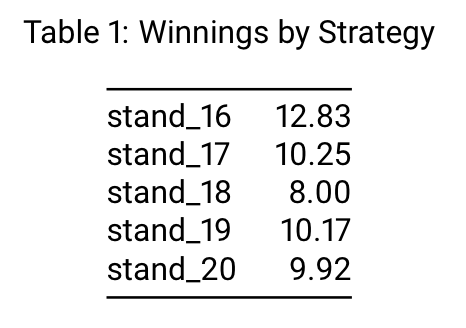 Table 1: Winnings by Strategy
stand_16 12.83
stand_17 10.25
stand_18 8.00
stand_19 10.17
stand_20 9.92